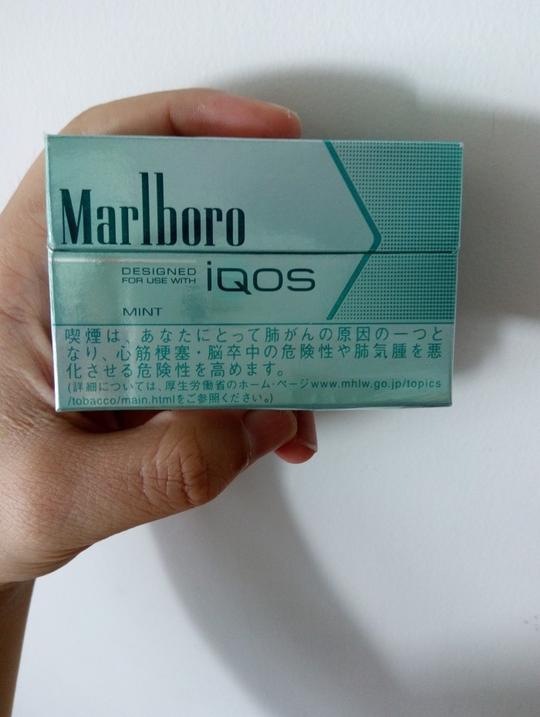 Marlboro
DESIGNED
FOR USE WITH IQOS
MINT
喫煙は、あなたにとって肺がんの原因の一つと
なり、心筋梗塞・脳卒中の危険性や肺気腫を悪
化させる危険性を高めます。
(詳細については、厚生労働省のホーム・ページwww.mhlw.go.jp/topics
/tobacco/main.htmlをご参照ください。)